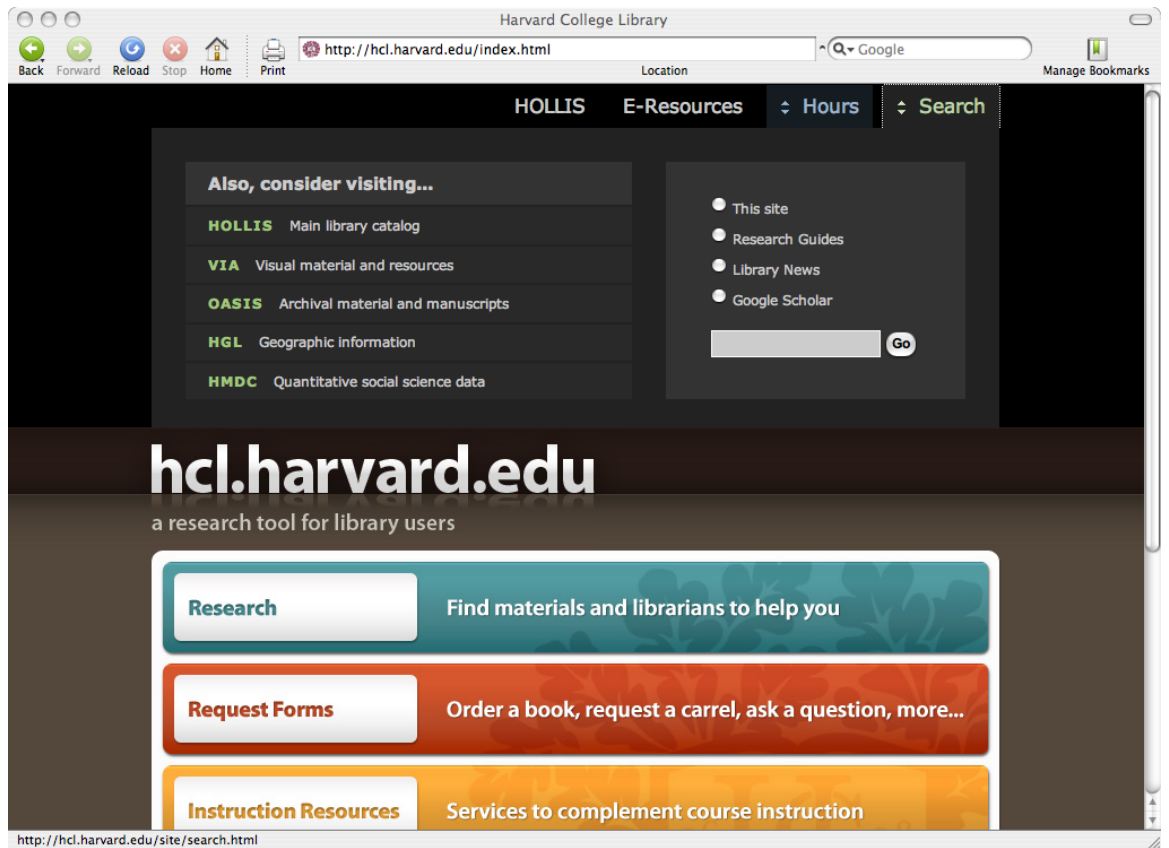 Harvard College Library
http://hcl.harvard.edu/index.html
Google
Back Forward Reload Stop Home Print Location Manage Bookmarks
HOLLIS E-Resources Hours Search
Also, consider visiting...
HOLLIS Main library catalog
VIA Visual material and resources
OASIS Archival material and manuscripts
HGL Geographic information
HMDC Quantitative social science data
This site
Research Guides
Library News
Google Scholar
Go
hcl.harvard.edu
a research tool for library users
Research Find materials and librarians to help you
Request Forms Order a book, request a carrel, ask a question, more...
Instruction Resources Services to complement course instruction
http://hcl.harvard.edu/site/search.html